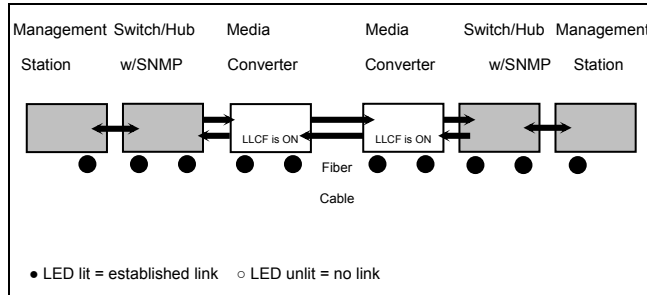 Management Switch/Hub Media Media Switch/Hub Management
Station w/SNMP Converter Converter w/SNMP Station
LLCF is ON LLCF is ON
Fiber
Cable
● LED lit = established link ○ LED unlit = no link